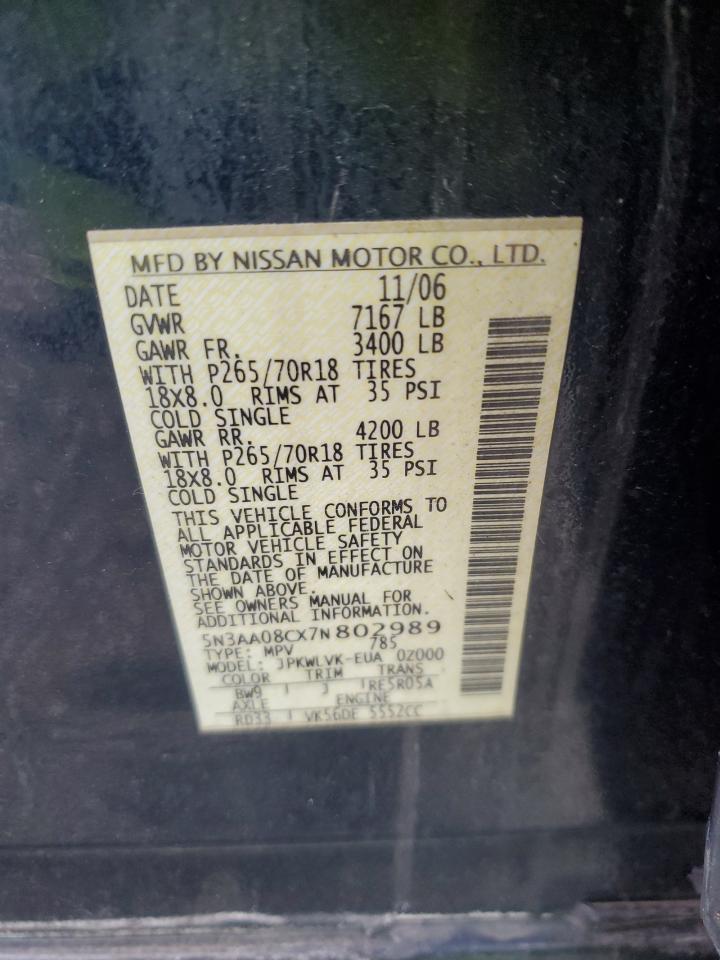 MFD BY NISSAN MOTOR CO., LTD.
DATE 11/06
GVWR 7167 LB
GAWR FR. 3400 LB
WITH P265/70R18 TIRES
18X8.0 RIMS AT 35 PSI
COLD SINGLE
GAWR RR. 4200 LB
WITH P265/70R18 TIRES
18X8.0 RIMS AT 35 PSI
COLD SINGLE
THIS VEHICLE CONFORMS TO
ALL APPLICABLE FEDERAL
MOTOR VEHICLE SAFETY
STANDARDS IN EFFECT ON
THE DATE OF MANUFACTURE
SHOWN ABOVE.
SEE OWNERS MANUAL FOR
ADDITIONAL INFORMATION.
5N3AA08CX7N802989
TYPE: MPV 785
MODEL: JPKWLVK-EUA 0Z000
COLOR TRIM TRANS
BW9 J RE5R05A
AXLE ENGINE
RD33 VK56DE 5552CC